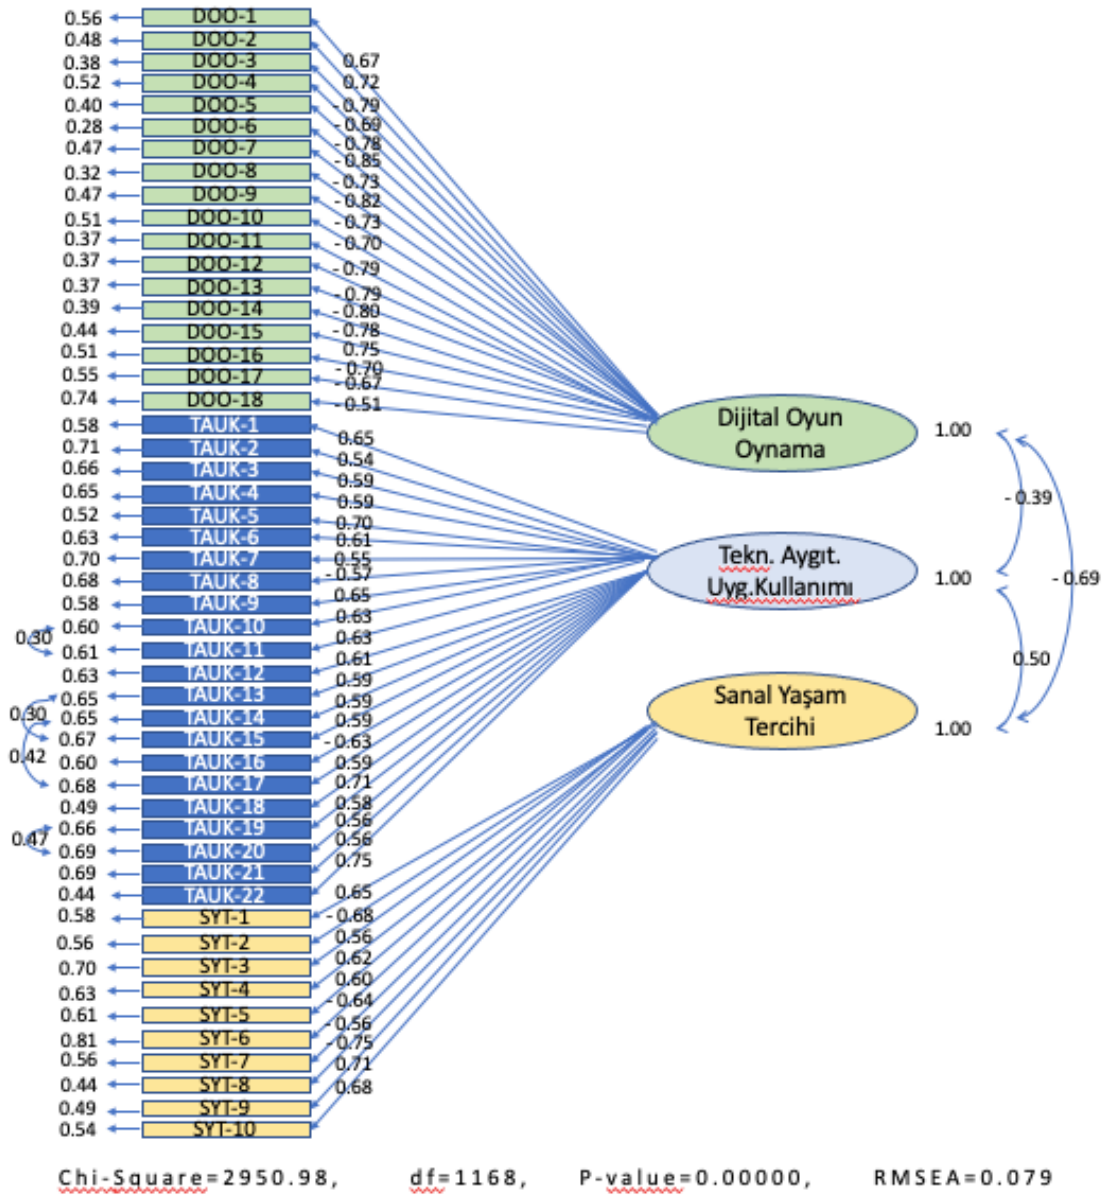 0.56 DOO-1
0.48 DOO-2
0.38 DOO-3 0.67
0.52 DOO-4 0.72
0.40 DOO-5 - 0.79
0.28 DOO-6 - 0.69
0.47 DOO-7 - 0.78
- 0.85
0.32 DOO-8 - 0.73
0.47 DOO-9 - 0.82
0.51 DOO-10 - 0.73
0.37 DOO-11 - 0.70
0.37 DOO-12 - 0.79
0.37 DOO-13 - 0.79
0.39 DOO-14 - 0.80
0.44 DOO-15 - 0.78
0.51 DOO-16 0.75
0.55 DOO-17 - 0.70
- 0.67
0.74 DOO-18 - 0.51
Dijital Oyun
Oynama
1.00
0.58 TAUK-1 0.65
0.71 TAUK-2 0.54
0.66 TAUK-3 0.59
0.65 TAUK-4 0.59
0.52 TAUK-5 0.70
0.63 TAUK-6 0.61
0.70 TAUK-7 0.55
0.68 TAUK-8 - 0.57
0.58 TAUK-9 0.65
0.60 TAUK-10 0.63
0.30
0.61 TAUK-11 0.63
0.63 TAUK-12 0.61
0.65 TAUK-13 0.59
0.30
0.65 TAUK-14 0.59
0.67 TAUK-15 0.59
0.42
0.60 TAUK-16 - 0.63
0.68 TAUK-17 0.59
0.49 TAUK-18 0.71
0.66 TAUK-19 0.58
0.47
0.69 TAUK-20 0.56
0.69 TAUK-21 0.56
0.44 TAUK-22 0.75
Tekn. Aygıt.
Uyg.Kullanımı
1.00
- 0.39
- 0.69
0.50
Sanal Yaşam
Tercihi
1.00
0.58 SYT-1 0.65
0.56 SYT-2 - 0.68
0.70 SYT-3 0.56
0.63 SYT-4 0.62
0.61 SYT-5 0.60
0.81 SYT-6 - 0.64
0.56 SYT-7 - 0.56
0.44 SYT-8 - 0.75
0.49 SYT-9 0.71
0.54 SYT-10 0.68
Chi-Square=2950.98, df=1168, P-value=0.00000, RMSEA=0.079